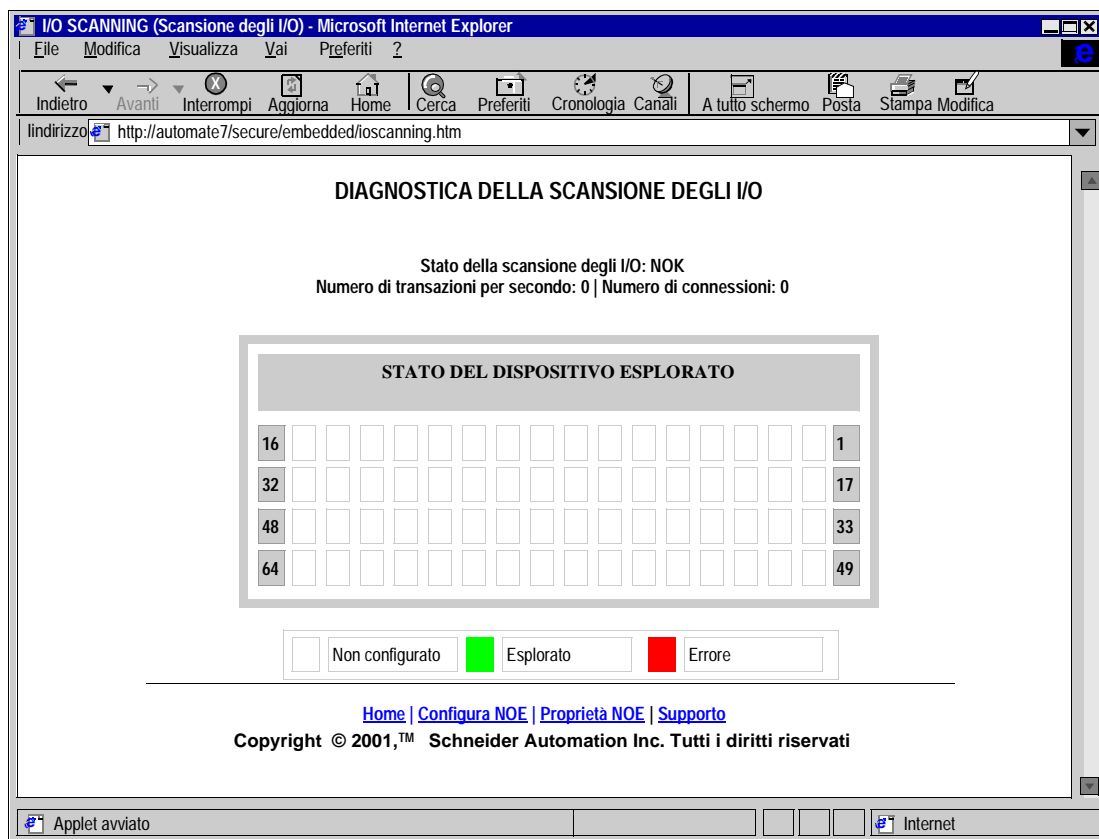 I/O SCANNING (Scansione degli I/O) - Microsoft Internet Explorer
File Modifica Visualizza Vai Preferiti ?
Indietro Avanti Interrompi Aggiorna Home Cerca Preferiti Cronologia Canali A tutto schermo Posta Stampa Modifica
lindirizzo http://automate7/secure/embedded/ioscanning.htm
DIAGNOSTICA DELLA SCANSIONE DEGLI I/O
Stato della scansione degli I/O: NOK
Numero di transazioni per secondo: 0 | Numero di connessioni: 0
STATO DEL DISPOSITIVO ESPLORATO
16 1
32 17
48 33
64 49
Non configurato Esplorato Errore
Home | Configura NOE | Proprietà NOE | Supporto
Copyright © 2001,™ Schneider Automation Inc. Tutti i diritti riservati
Applet avviato Internet